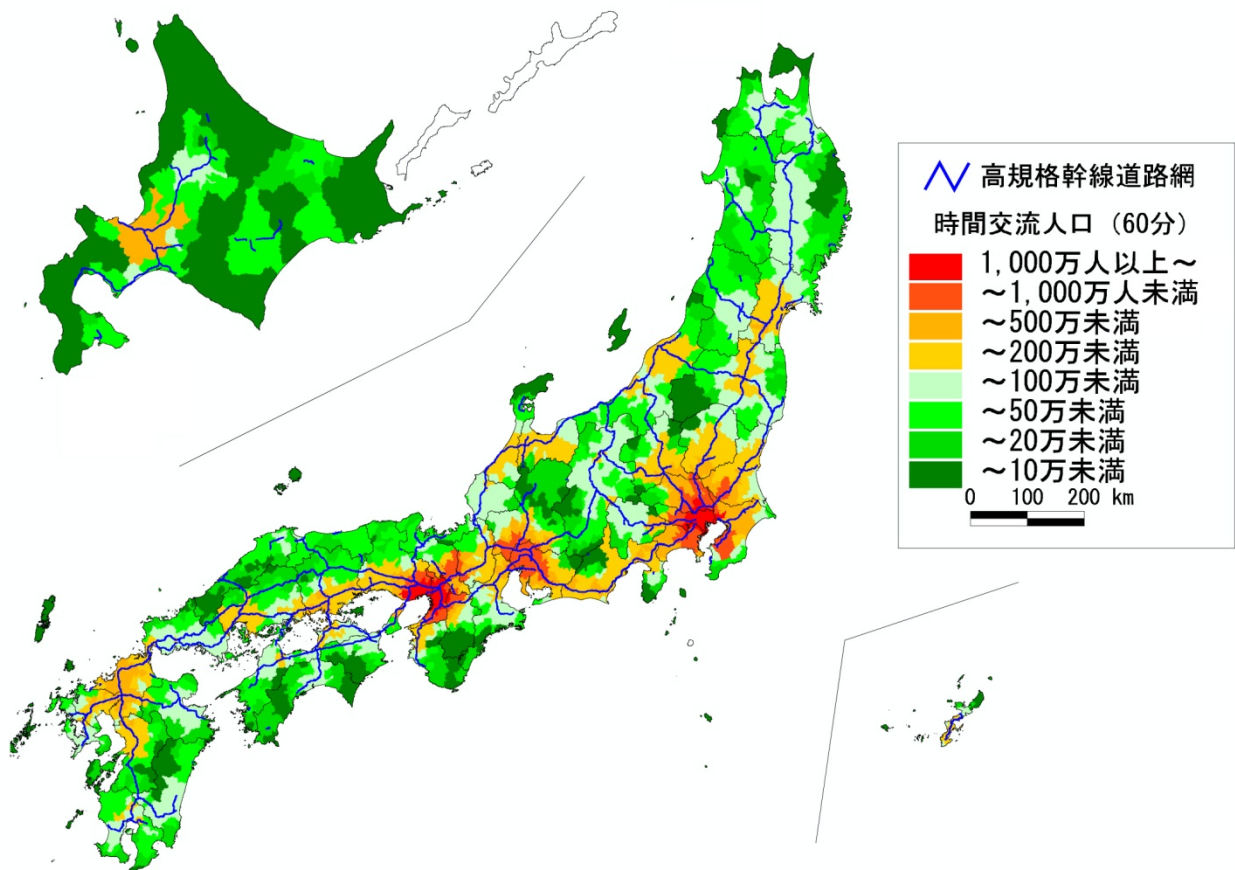 高規格幹線道路網
時間交流人口（60分）
1,000万人以上～
～1,000万人未満
～500万未満
～200万未満
～100万未満
～50万未満
～20万未満
～10万未満
0 100 200 km